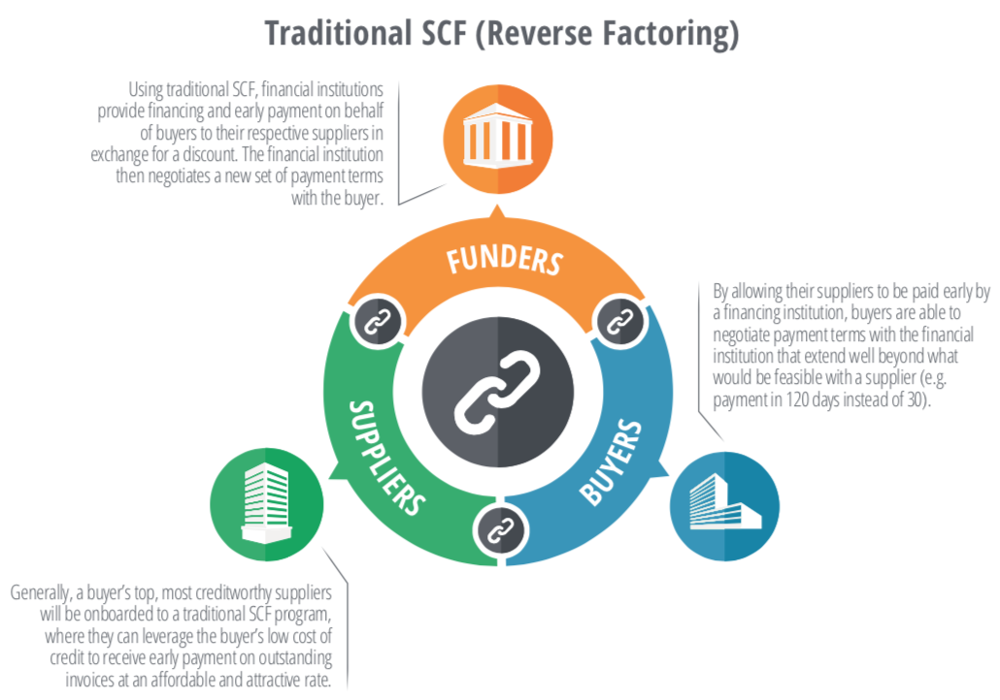 Traditional SCF (Reverse Factoring)
Using traditional SCF, financial institutions
provide financing and early payment on behalf
of buyers to their respective suppliers in
exchange for a discount. The financial institution
then negotiates a new set of payment terms
with the buyer.
FUNDERS
By allowing their suppliers to be paid early by
a financing institution, buyers are able to
negotiate payment terms with the financial
institution that extend well beyond what
would be feasible with a supplier (e.g.
payment in 120 days instead of 30).
SUPPLIERS
BUYERS
Generally, a buyer's top, most creditworthy suppliers
will be onboarded to a traditional SCF program,
where they can leverage the buyer's low cost of
credit to receive early payment on outstanding
invoices at an affordable and attractive rate.